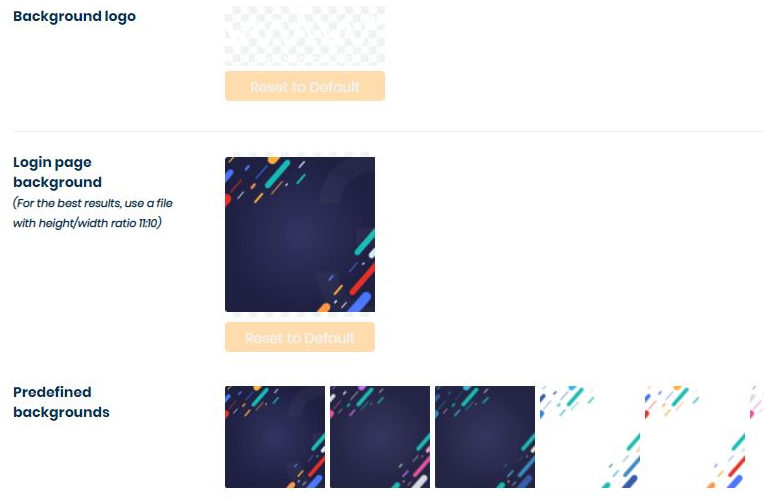 Background logo
Reset to Default
Login page
background
(For the best results, use a file
with height/width ratio 11:10)
Reset to Default
Predefined
backgrounds